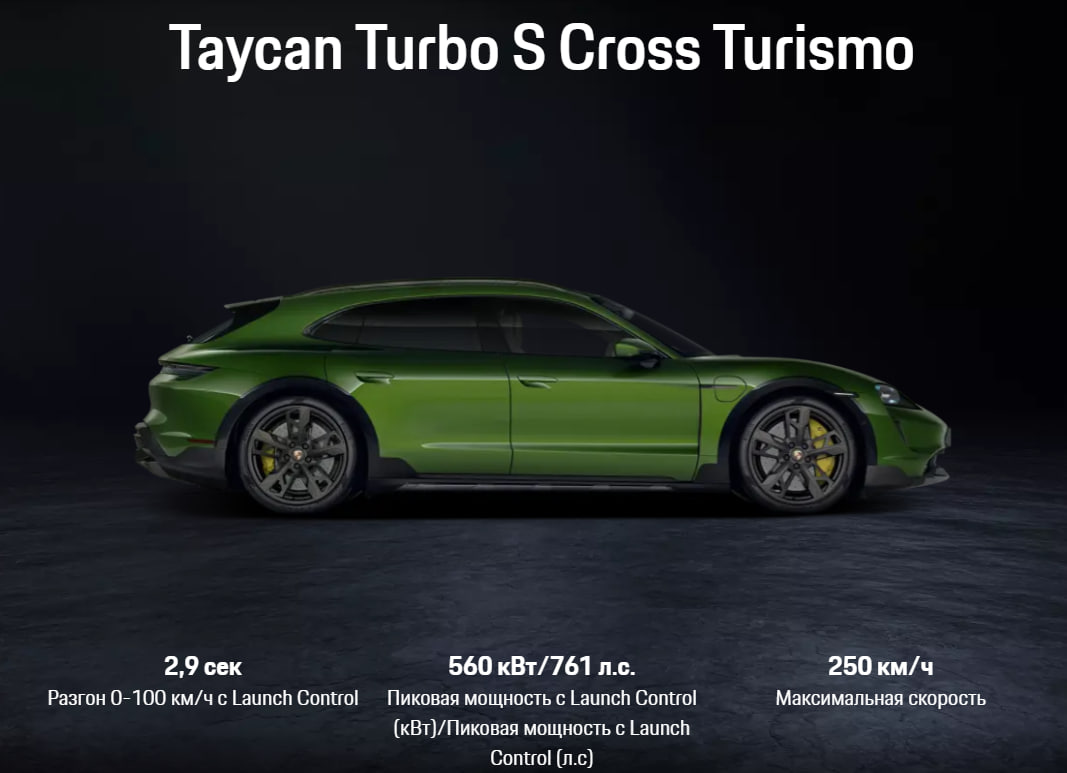 Taycan Turbo S Cross Turismo
2,9 сек
Разгон 0-100 км/ч с Launch Control
560 кВт/761 л.с.
Пиковая мощность с Launch Control
(кВт)/Пиковая мощность с Launch
Control (л.с)
250 км/ч
Максимальная скорость